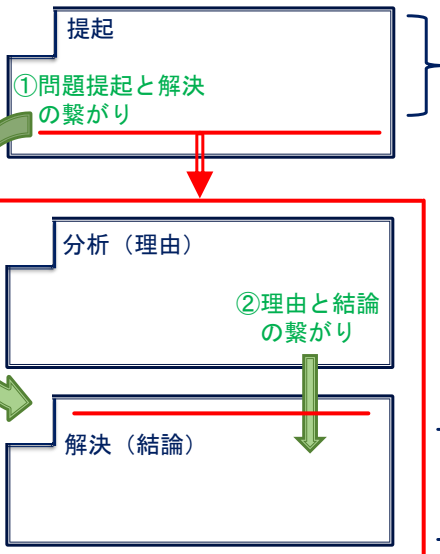 提起
①問題提起と解決
の繋がり
分析（理由）
②理由と結論
の繋がり
解決（結論）